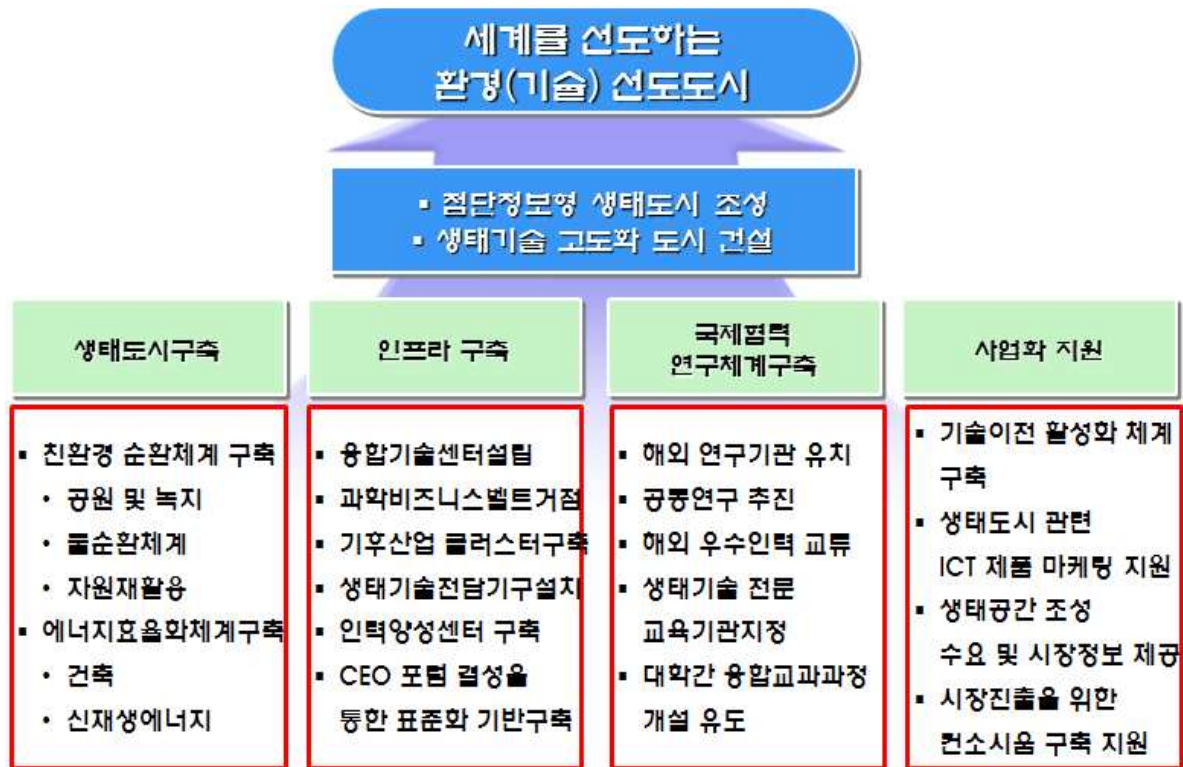 세계를 선도하는
환경(기술) 선도도시
▪ 첨단정보형 생태도시 조성
▪ 생태기술 고도화 도시 건설
생태도시구축
▪ 친환경 순환체계 구축
• 공원 및 녹지
• 물순환체계
• 자원재활용
▪ 에너지효율화체계구축
• 건축
• 신재생에너지
인프라 구축
▪ 융합기술센터설립
▪ 과학비즈니스벨트거점
▪ 기후산업 클러스터구축
▪ 생태기술전담기구설치
▪ 인력양성센터 구축
▪ CEO 포럼 결성을
통한 표준화 기반구축
국제협력
연구체계구축
▪ 해외 연구기관 유치
▪ 공동연구 추진
▪ 해외 우수인력 교류
▪ 생태기술 전문
교육기관지정
▪ 대학간 융합교과과정
개설 유도
사업화 지원
▪ 기술이전 활성화 체계
구축
▪ 생태도시 관련
ICT 제품 마케팅 지원
▪ 생태공간 조성
수요 및 시장정보 제공
▪ 시장진출을 위한
컨소시움 구축 지원